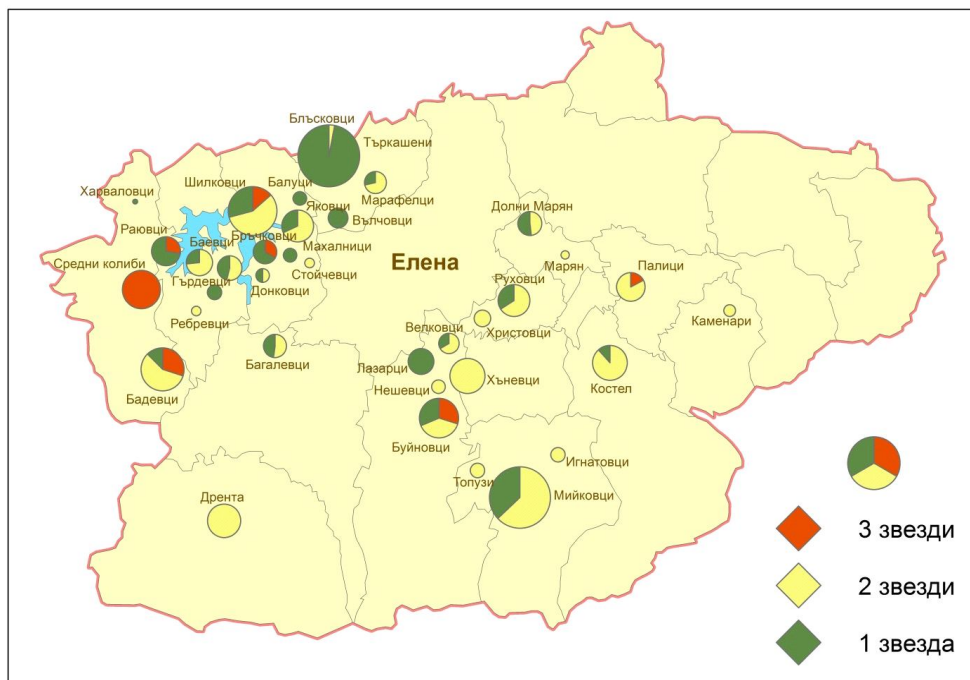 Блъсковци
Търкашени
Харваловци
Шилковци
Балуци
Марафелци
Яковци
Вълчовци
Долни Марян
Раювци
Баевци
Бръчковци
Махалници
Средни колиби
Стойчевци
Елена
Марян
Палици
Гърдевци
Донковци
Руховци
Ребревци
Христовци
Каменари
Велковци
Багалевци
Лазарци
Хъневци
Костел
Бадевци
Нешевци
Буйновци
Игнатовци
Топузи
Мийковци
Дрента
3 звезди
2 звезди
1 звезда